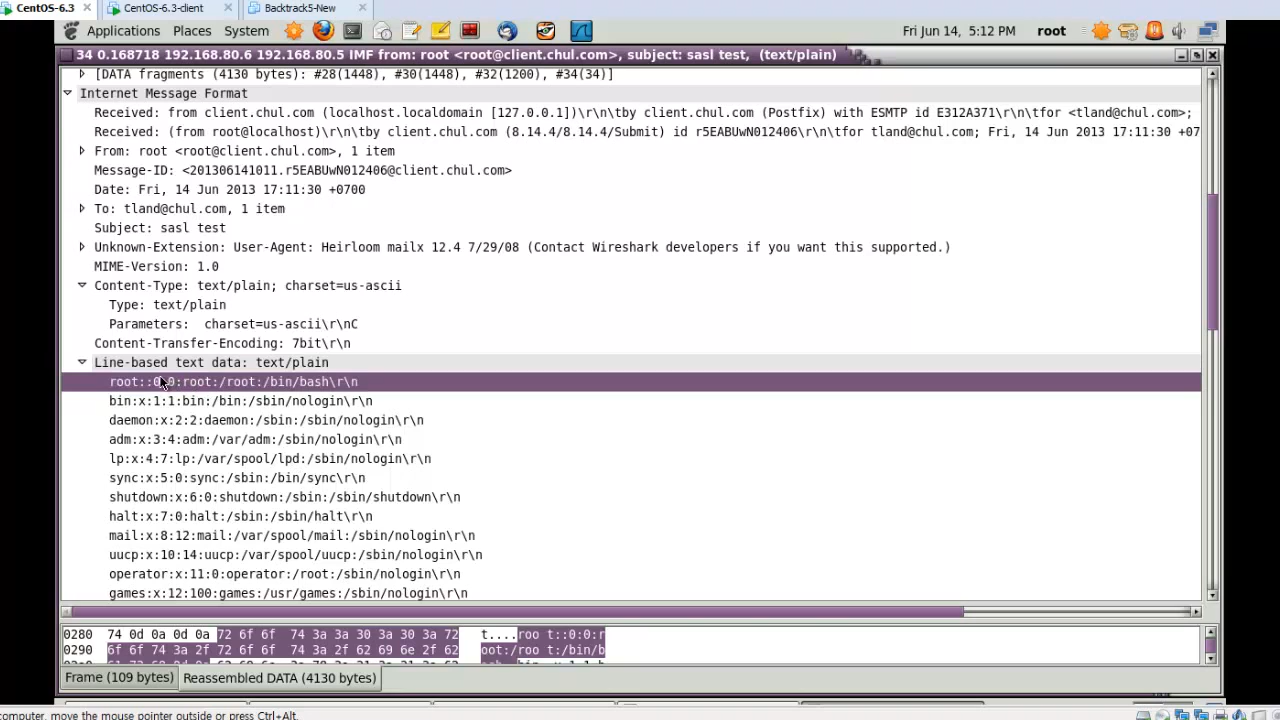 CentOS-6.3
CentOS-6.3-client
Backtrack5-New
Applications Places System
Fri Jun 14, 5:12 PM root
34 0.168718 192.168.80.6 192.168.80.5 IMF from: root <root@client.chul.com>, subject: sasl test, (text/plain)
[DATA fragments (4130 bytes): #28(1448), #30(1448), #32(1200), #34(34)]
Internet Message Format
Received: from client.chul.com (localhost.localdomain [127.0.0.1])\r\n\tby client.chul.com (Postfix) with ESMTP id E312A371\r\n\tfor <tland@chul.com>;
Received: (from root@localhost)\r\n\tby client.chul.com (8.14.4/8.14.4/Submit) id r5EABUwN012406\r\n\tfor tland@chul.com; Fri, 14 Jun 2013 17:11:30 +07
From: root <root@client.chul.com>, 1 item
Message-ID: <201306141011.r5EABUwN012406@client.chul.com>
Date: Fri, 14 Jun 2013 17:11:30 +0700
To: tland@chul.com, 1 item
Subject: sasl test
Unknown-Extension: User-Agent: Heirloom mailx 12.4 7/29/08 (Contact Wireshark developers if you want this supported.)
MIME-Version: 1.0
Content-Type: text/plain; charset=us-ascii
Type: text/plain
Parameters: charset=us-ascii\r\nC
Content-Transfer-Encoding: 7bit\r\n
Line-based text data: text/plain
root::0:0:root:/root:/bin/bash\r\n
bin:x:1:1:bin:/bin:/sbin/nologin\r\n
daemon:x:2:2:daemon:/sbin:/sbin/nologin\r\n
adm:x:3:4:adm:/var/adm:/sbin/nologin\r\n
lp:x:4:7:lp:/var/spool/lpd:/sbin/nologin\r\n
sync:x:5:0:sync:/sbin:/bin/sync\r\n
shutdown:x:6:0:shutdown:/sbin:/sbin/shutdown\r\n
halt:x:7:0:halt:/sbin:/sbin/halt\r\n
mail:x:8:12:mail:/var/spool/mail:/sbin/nologin\r\n
uucp:x:10:14:uucp:/var/spool/uucp:/sbin/nologin\r\n
operator:x:11:0:operator:/root:/sbin/nologin\r\n
games:x:12:100:games:/usr/games:/sbin/nologin\r\n
0280 74 0d 0a 0d 0a 72 6f 6f 74 3a 3a 30 3a 30 3a 72 t....roo t::0:0:r
0290 6f 6f 74 3a 2f 72 6f 6f 74 3a 2f 62 69 6e 2f 62 oot:/roo t:/bin/b
Frame (109 bytes) Reassembled DATA (4130 bytes)
computer, move the mouse pointer outside or press Ctrl+Alt.